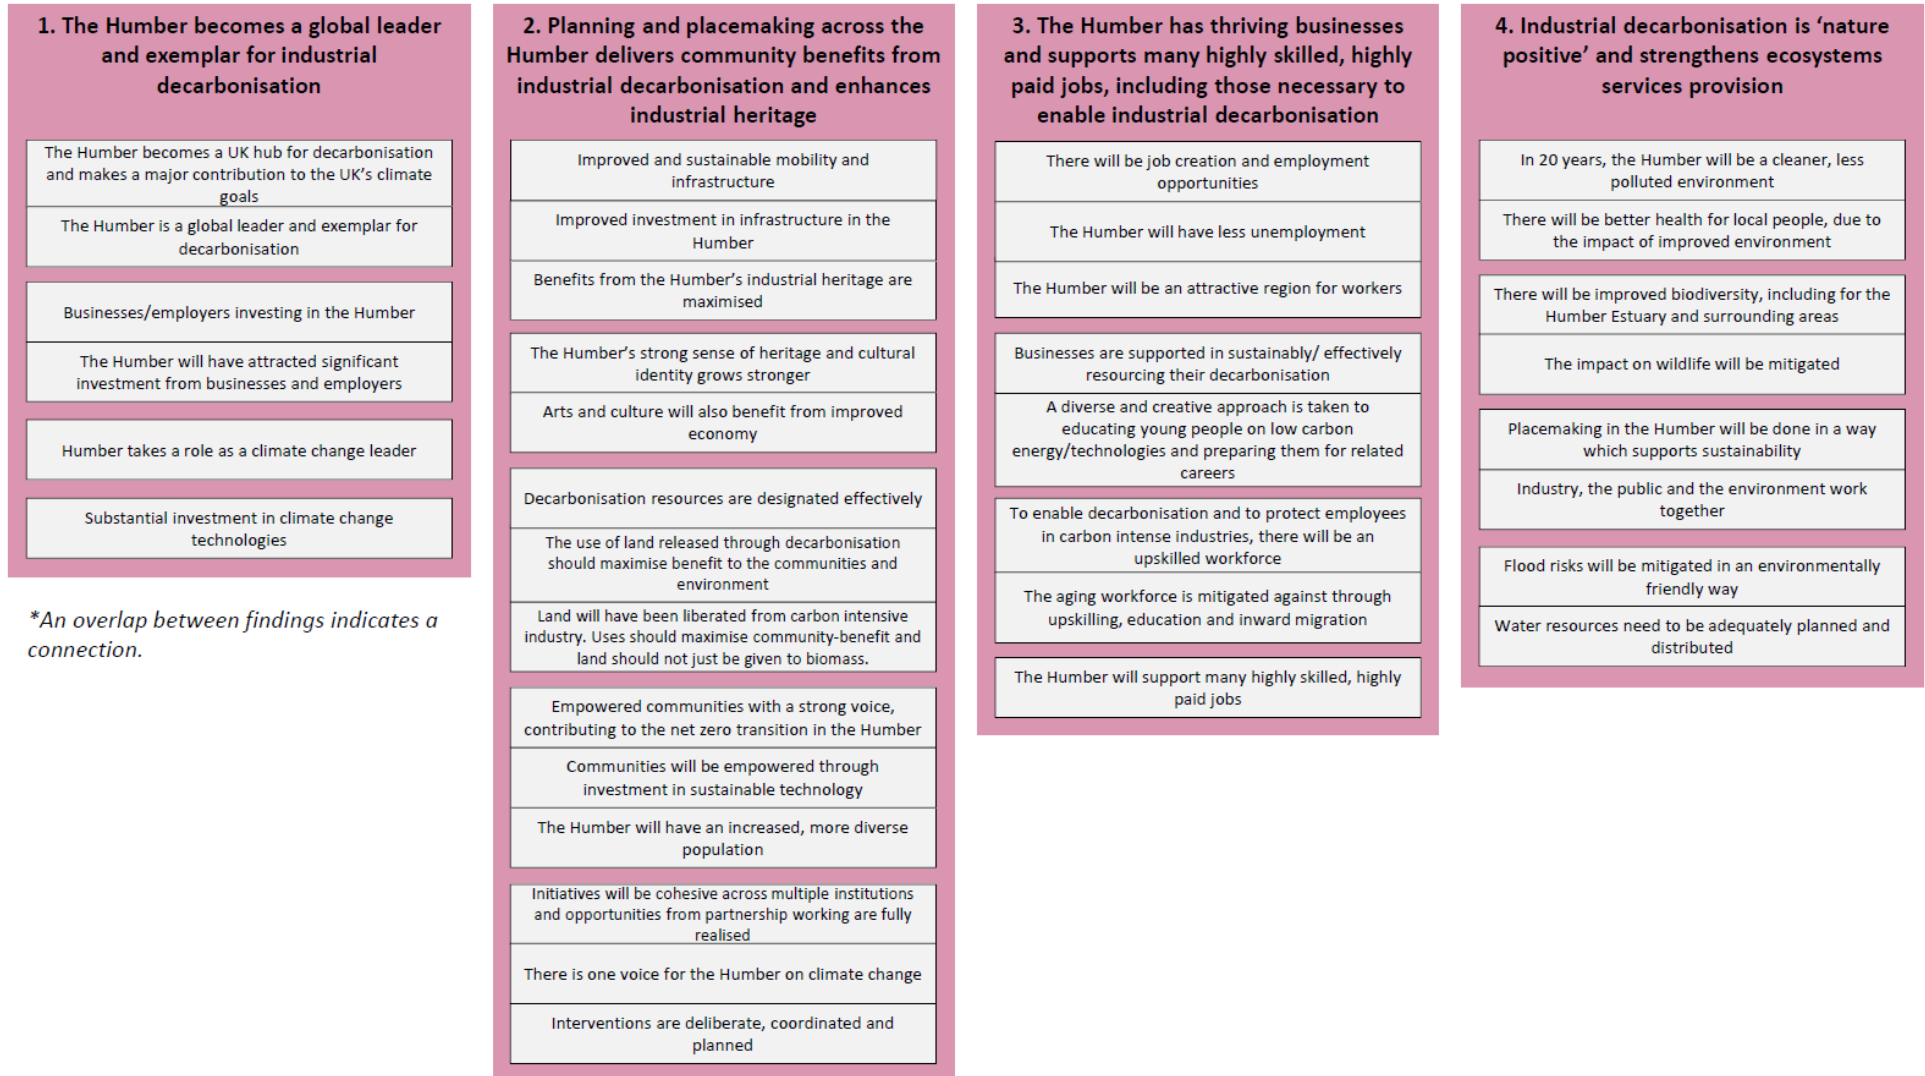 1. The Humber becomes a global leader
and exemplar for industrial
decarbonisation
The Humber becomes a UK hub for decarbonisation
and makes a major contribution to the UK's climate
goals
The Humber is a global leader and exemplar for
decarbonisation
Businesses/employers investing in the Humber
The Humber will have attracted significant
investment from businesses and employers
Humber takes a role as a climate change leader
Substantial investment in climate change
technologies
*An overlap between findings indicates a
connection.
2. Planning and placemaking across the
Humber delivers community benefits from
industrial decarbonisation and enhances
industrial heritage
Improved and sustainable mobility and
infrastructure
Improved investment in infrastructure in the
Humber
Benefits from the Humber's industrial heritage are
maximised
The Humber's strong sense of heritage and cultural
identity grows stronger
Arts and culture will also benefit from improved
economy
Decarbonisation resources are designated effectively
The use of land released through decarbonisation
should maximise benefit to the communities and
environment
Land will have been liberated from carbon intensive
industry. Uses should maximise community-benefit and
land should not just be given to biomass.
Empowered communities with a strong voice,
contributing to the net zero transition in the Humber
Communities will be empowered through
investment in sustainable technology
The Humber will have an increased, more diverse
population
Initiatives will be cohesive across multiple institutions
and opportunities from partnership working are fully
realised
There is one voice for the Humber on climate change
Interventions are deliberate, coordinated and
planned
3. The Humber has thriving businesses
and supports many highly skilled, highly
paid jobs, including those necessary to
enable industrial decarbonisation
There will be job creation and employment
opportunities
The Humber will have less unemployment
The Humber will be an attractive region for workers
Businesses are supported in sustainably/ effectively
resourcing their decarbonisation
A diverse and creative approach is taken to
educating young people on low carbon
energy/technologies and preparing them for related
careers
To enable decarbonisation and to protect employees
in carbon intense industries, there will be an
upskilled workforce
The aging workforce is mitigated against through
upskilling, education and inward migration
The Humber will support many highly skilled, highly
paid jobs
4. Industrial decarbonisation is 'nature
positive' and strengthens ecosystems
services provision
In 20 years, the Humber will be a cleaner, less
polluted environment
There will be better health for local people, due to
the impact of improved environment
There will be improved biodiversity, including for the
Humber Estuary and surrounding areas
The impact on wildlife will be mitigated
Placemaking in the Humber will be done in a way
which supports sustainability
Industry, the public and the environment work
together
Flood risks will be mitigated in an environmentally
friendly way
Water resources need to be adequately planned and
distributed